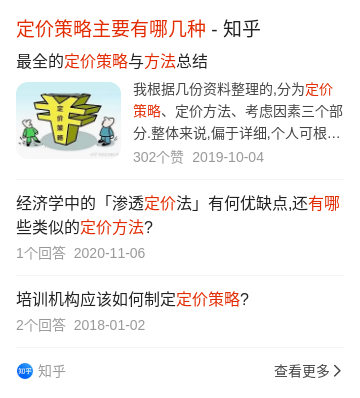 定价策略主要有哪几种 - 知乎
最全的定价策略与方法总结
定价策略
我根据几份资料整理的,分为定价
策略、定价方法、考虑因素三个部
分.整体来说,偏于详细,个人可根…
302个赞 2019-10-04
经济学中的「渗透定价法」有何优缺点,还有哪
些类似的定价方法?
1个回答 2020-11-06
培训机构应该如何制定定价策略?
2个回答 2018-01-02
知乎 知乎
查看更多